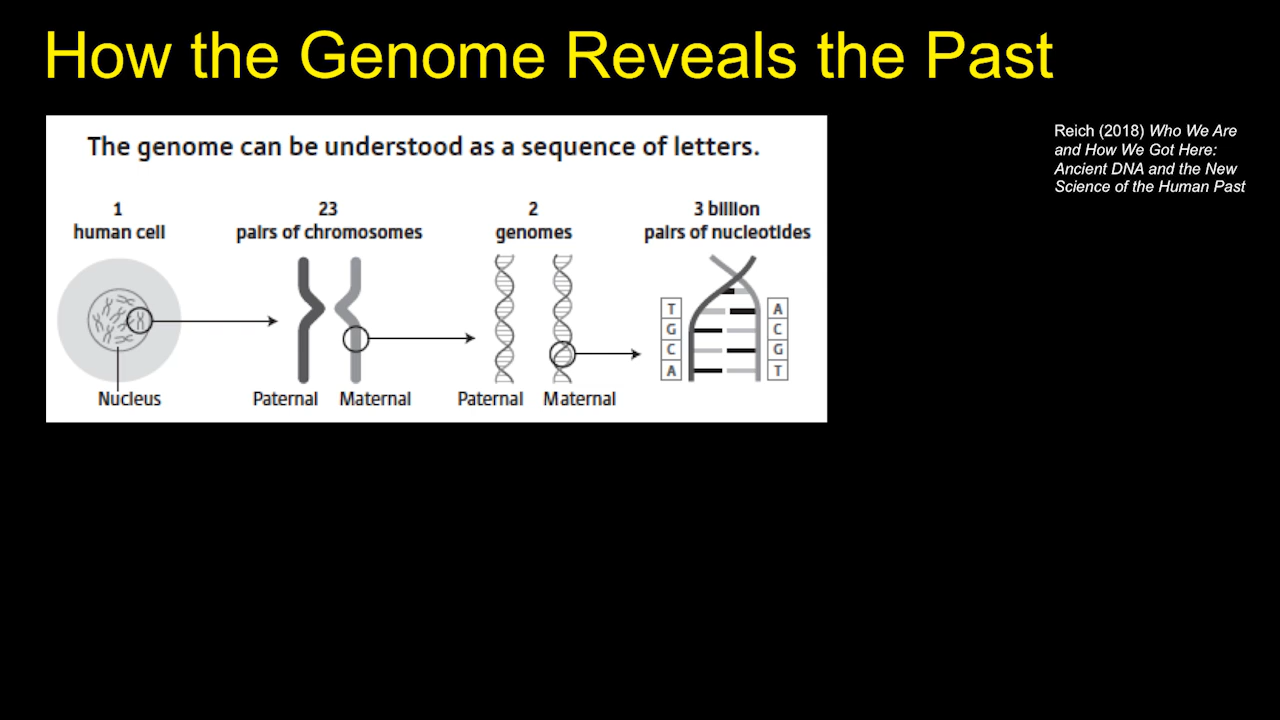 How the Genome Reveals the Past
Reich (2018) Who We Are
and How We Got Here:
Ancient DNA and the New
Science of the Human Past
The genome can be understood as a sequence of letters.
1
human cell
23
pairs of chromosomes
2
genomes
3 billion
pairs of nucleotides
T
G
C
A
A
C
G
T
Nucleus
Paternal
Maternal
Paternal
Maternal